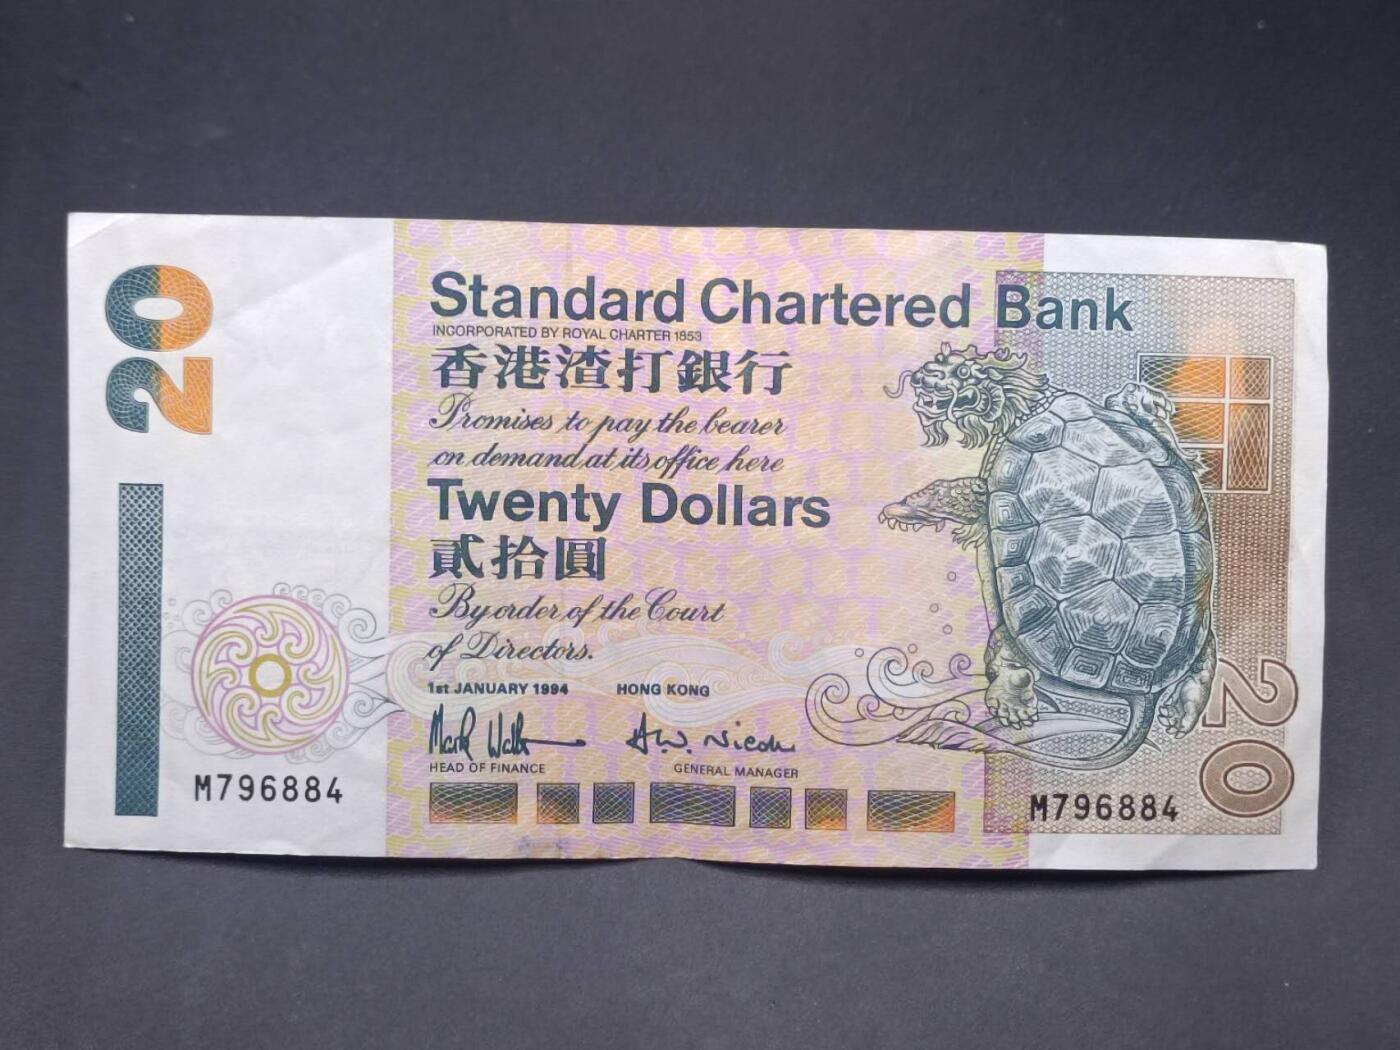 20
Standard Chartered Bank
INCORPORATED BY ROYAL CHARTER 1853
香港渣打銀行
Promises to pay the bearer
on demand at its office here
Twenty Dollars
貳拾圓
By order of the Court
of Directors.
1st JANUARY 1994 HONG KONG
HEAD OF FINANCE GENERAL MANAGER
M796884
M796884
20